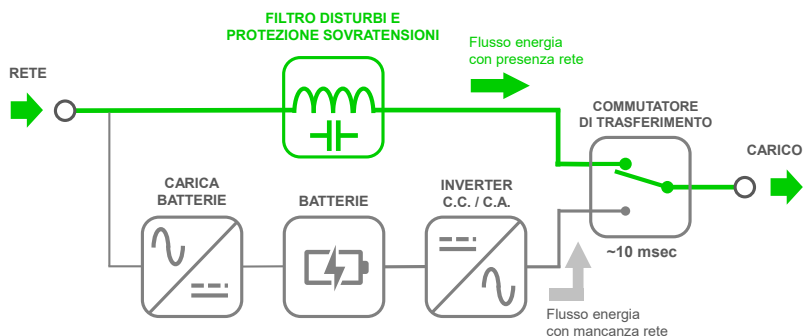 FILTRO DISTURBI E
PROTEZIONE SOVRATENSIONI
Flusso energia
con presenza rete
RETE
COMMUTATORE
DI TRASFERIMENTO
CARICO
CARICA
BATTERIE
BATTERIE
INVERTER
C.C. / C.A.
~10 msec
Flusso energia
con mancanza rete